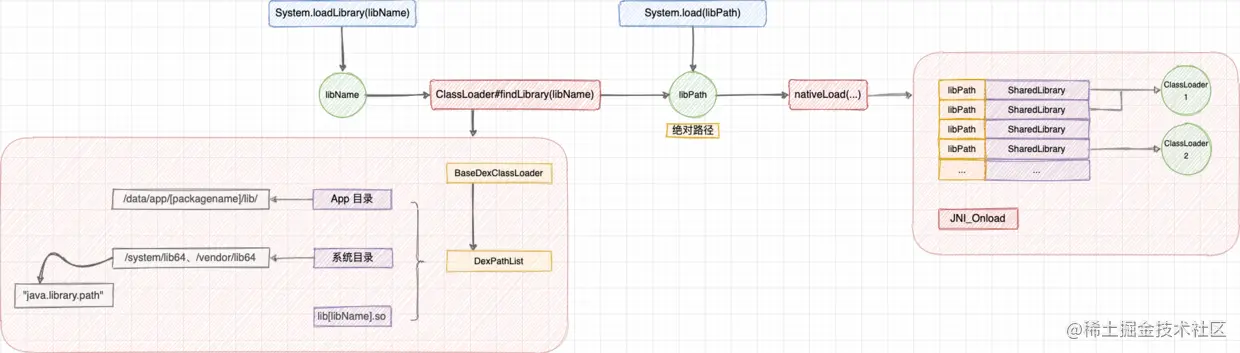 System.loadLibrary(libName)
System.load(libPath)
libName
ClassLoader#findLibrary(libName)
libPath
nativeLoad(...)
绝对路径
libPath SharedLibrary
libPath SharedLibrary
libPath SharedLibrary
libPath SharedLibrary
... ...
ClassLoader
1
ClassLoader
2
JNI_Onload
BaseDexClassLoader
/data/app/[packagename]/lib/
App 目录
/system/lib64、/vendor/lib64
系统目录
DexPathList
"java.library.path"
lib[libName].so
@稀土掘金技术社区